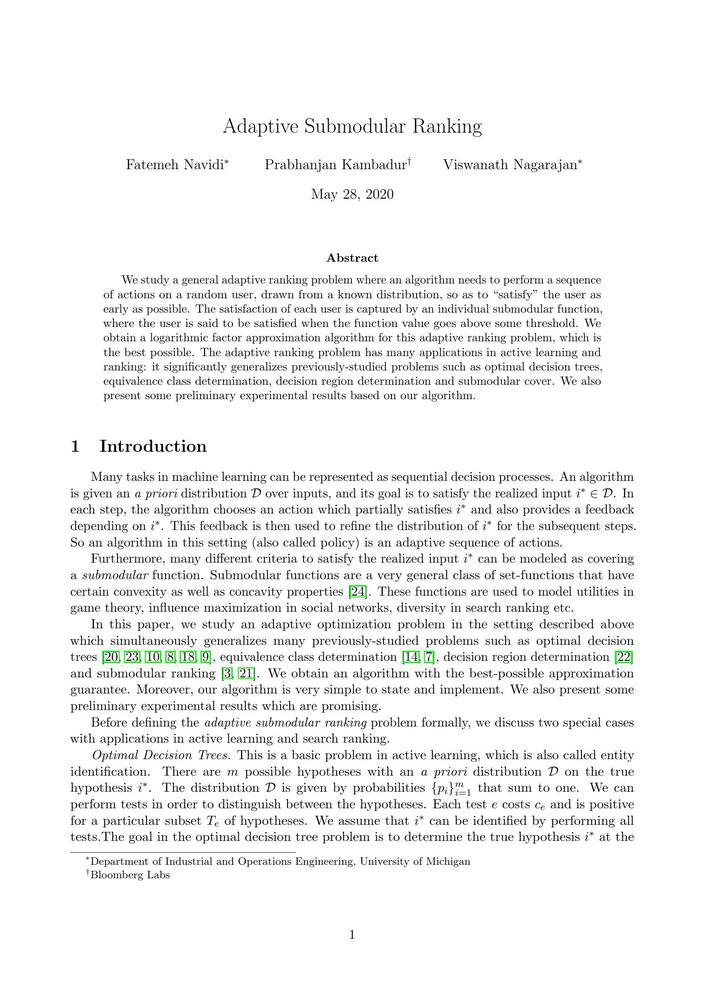 Adaptive Submodular Ranking
Fatemeh Navidi* Prabhanjan Kambadur† Viswanath Nagarajan*
May 28, 2020
Abstract
We study a general adaptive ranking problem where an algorithm needs to perform a sequence
of actions on a random user, drawn from a known distribution, so as to “satisfy” the user as
early as possible. The satisfaction of each user is captured by an individual submodular function,
where the user is said to be satisfied when the function value goes above some threshold. We
obtain a logarithmic factor approximation algorithm for this adaptive ranking problem, which is
the best possible. The adaptive ranking problem has many applications in active learning and
ranking: it significantly generalizes previously-studied problems such as optimal decision trees,
equivalence class determination, decision region determination and submodular cover. We also
present some preliminary experimental results based on our algorithm.
1 Introduction
Many tasks in machine learning can be represented as sequential decision processes. An algorithm
is given an a priori distribution 𝒟 over inputs, and its goal is to satisfy the realized input i* ∈ 𝒟. In
each step, the algorithm chooses an action which partially satisfies i* and also provides a feedback
depending on i*. This feedback is then used to refine the distribution of i* for the subsequent steps.
So an algorithm in this setting (also called policy) is an adaptive sequence of actions.
Furthermore, many different criteria to satisfy the realized input i* can be modeled as covering
a submodular function. Submodular functions are a very general class of set-functions that have
certain convexity as well as concavity properties [24]. These functions are used to model utilities in
game theory, influence maximization in social networks, diversity in search ranking etc.
In this paper, we study an adaptive optimization problem in the setting described above
which simultaneously generalizes many previously-studied problems such as optimal decision
trees [20, 23, 10, 8, 18, 9], equivalence class determination [14, 7], decision region determination [22]
and submodular ranking [3, 21]. We obtain an algorithm with the best-possible approximation
guarantee. Moreover, our algorithm is very simple to state and implement. We also present some
preliminary experimental results which are promising.
Before defining the adaptive submodular ranking problem formally, we discuss two special cases
with applications in active learning and search ranking.
Optimal Decision Trees. This is a basic problem in active learning, which is also called entity
identification. There are m possible hypotheses with an a priori distribution 𝒟 on the true
hypothesis i*. The distribution 𝒟 is given by probabilities {pᵢ}ᵐᵢ₌₁ that sum to one. We can
perform tests in order to distinguish between the hypotheses. Each test e costs cₑ and is positive
for a particular subset Tₑ of hypotheses. We assume that i* can be identified by performing all
tests.The goal in the optimal decision tree problem is to determine the true hypothesis i* at the
*Department of Industrial and Operations Engineering, University of Michigan
†Bloomberg Labs
1